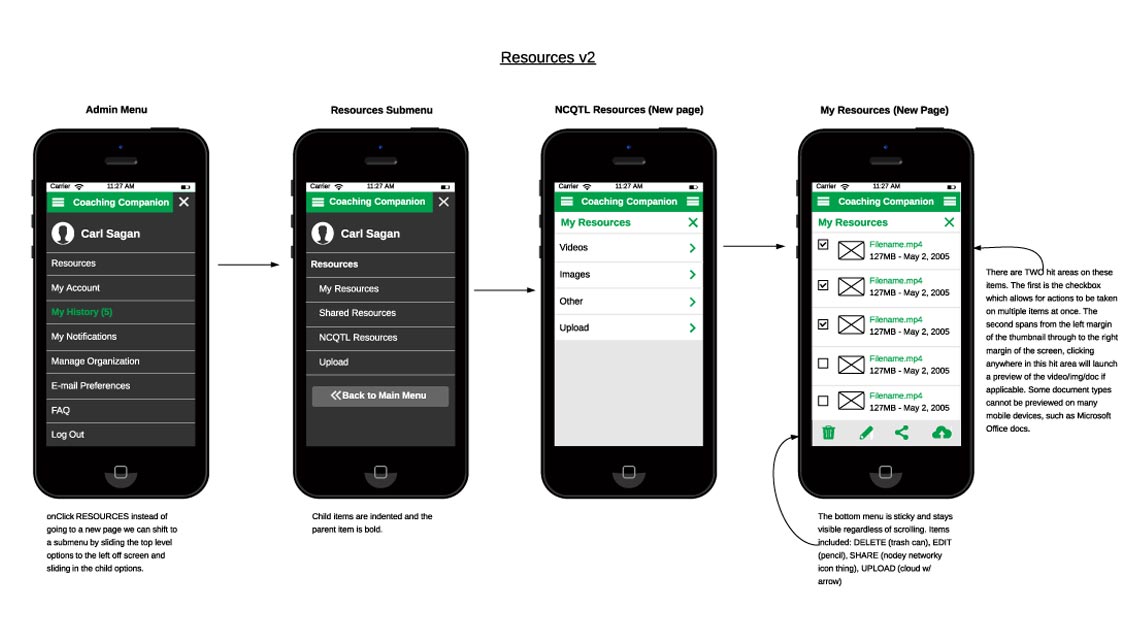 Resources v2
Admin Menu
Carrier 11:27 AM
Coaching Companion
Carl Sagan
Resources
My Account
My History (5)
My Notifications
Manage Organization
E-mail Preferences
FAQ
Log Out
onClick RESOURCES instead of
going to a new page we can shift to
a submenu by sliding the top level
options to the left off screen and
sliding in the child options.
Resources Submenu
Carrier 11:27 AM
Coaching Companion
Carl Sagan
Resources
My Resources
Shared Resources
NCQTL Resources
Upload
Back to Main Menu
Child items are indented and the
parent item is bold.
NCQTL Resources (New page)
Carrier 11:27 AM
Coaching Companion
My Resources
Videos
Images
Other
Upload
My Resources (New Page)
Carrier 11:27 AM
Coaching Companion
My Resources
Filename.mp4
127MB - May 2, 2005
Filename.mp4
127MB - May 2, 2005
Filename.mp4
127MB - May 2, 2005
Filename.mp4
127MB - May 2, 2005
Filename.mp4
127MB - May 2, 2005
The bottom menu is sticky and stays
visible regardless of scrolling. Items
included: DELETE (trash can), EDIT
(pencil), SHARE (nodey networky
icon thing), UPLOAD (cloud w/
arrow)
There are TWO hit areas on these
items. The first is the checkbox
which allows for actions to be taken
on multiple items at once. The
second spans from the left margin
of the thumbnail through to the right
margin of the screen, clicking
anywhere in this hit area will launch
a preview of the video/img/doc if
applicable. Some document types
cannot be previewed on many
mobile devices, such as Microsoft
Office docs.